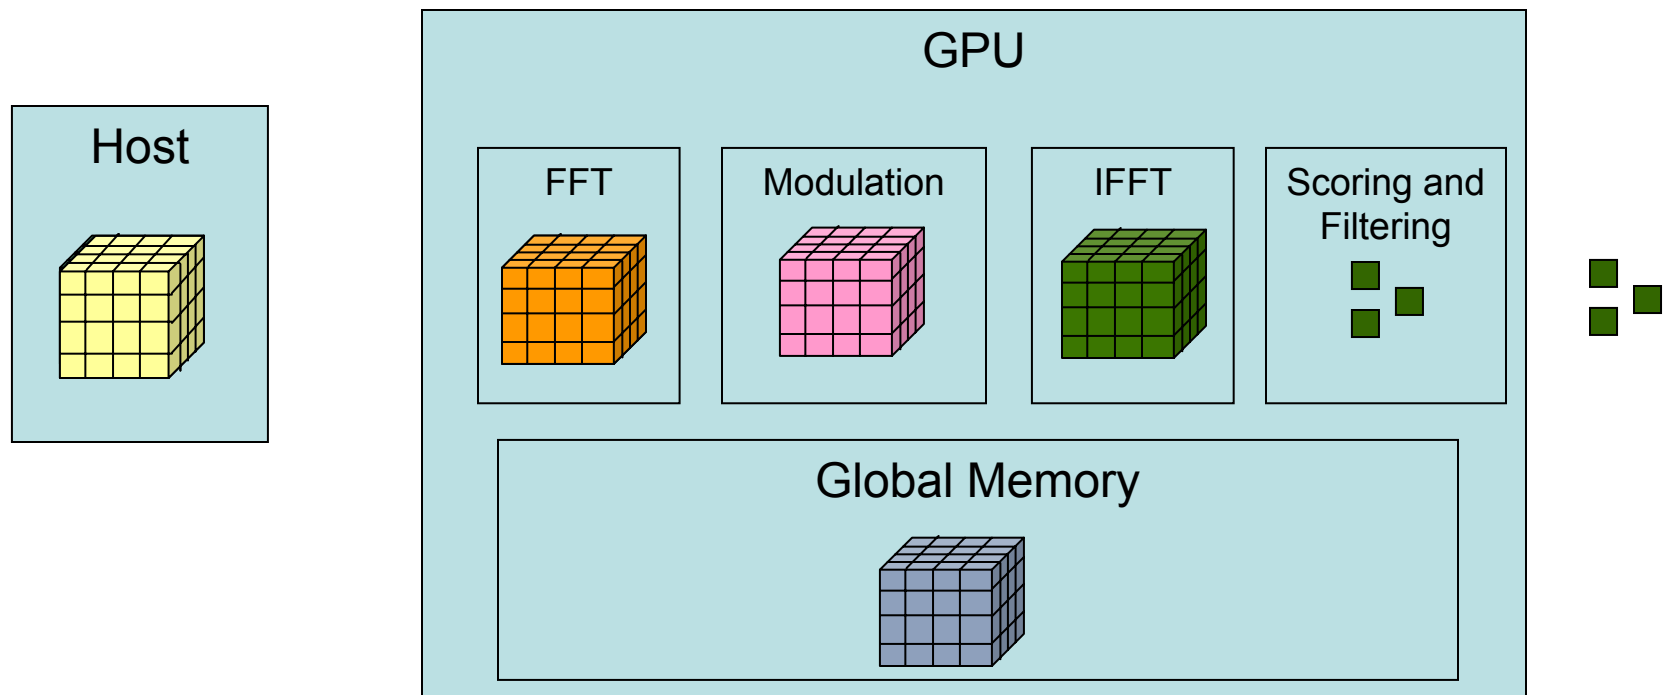 GPU
Host
FFT
Modulation
IFFT
Scoring and
Filtering
Global Memory